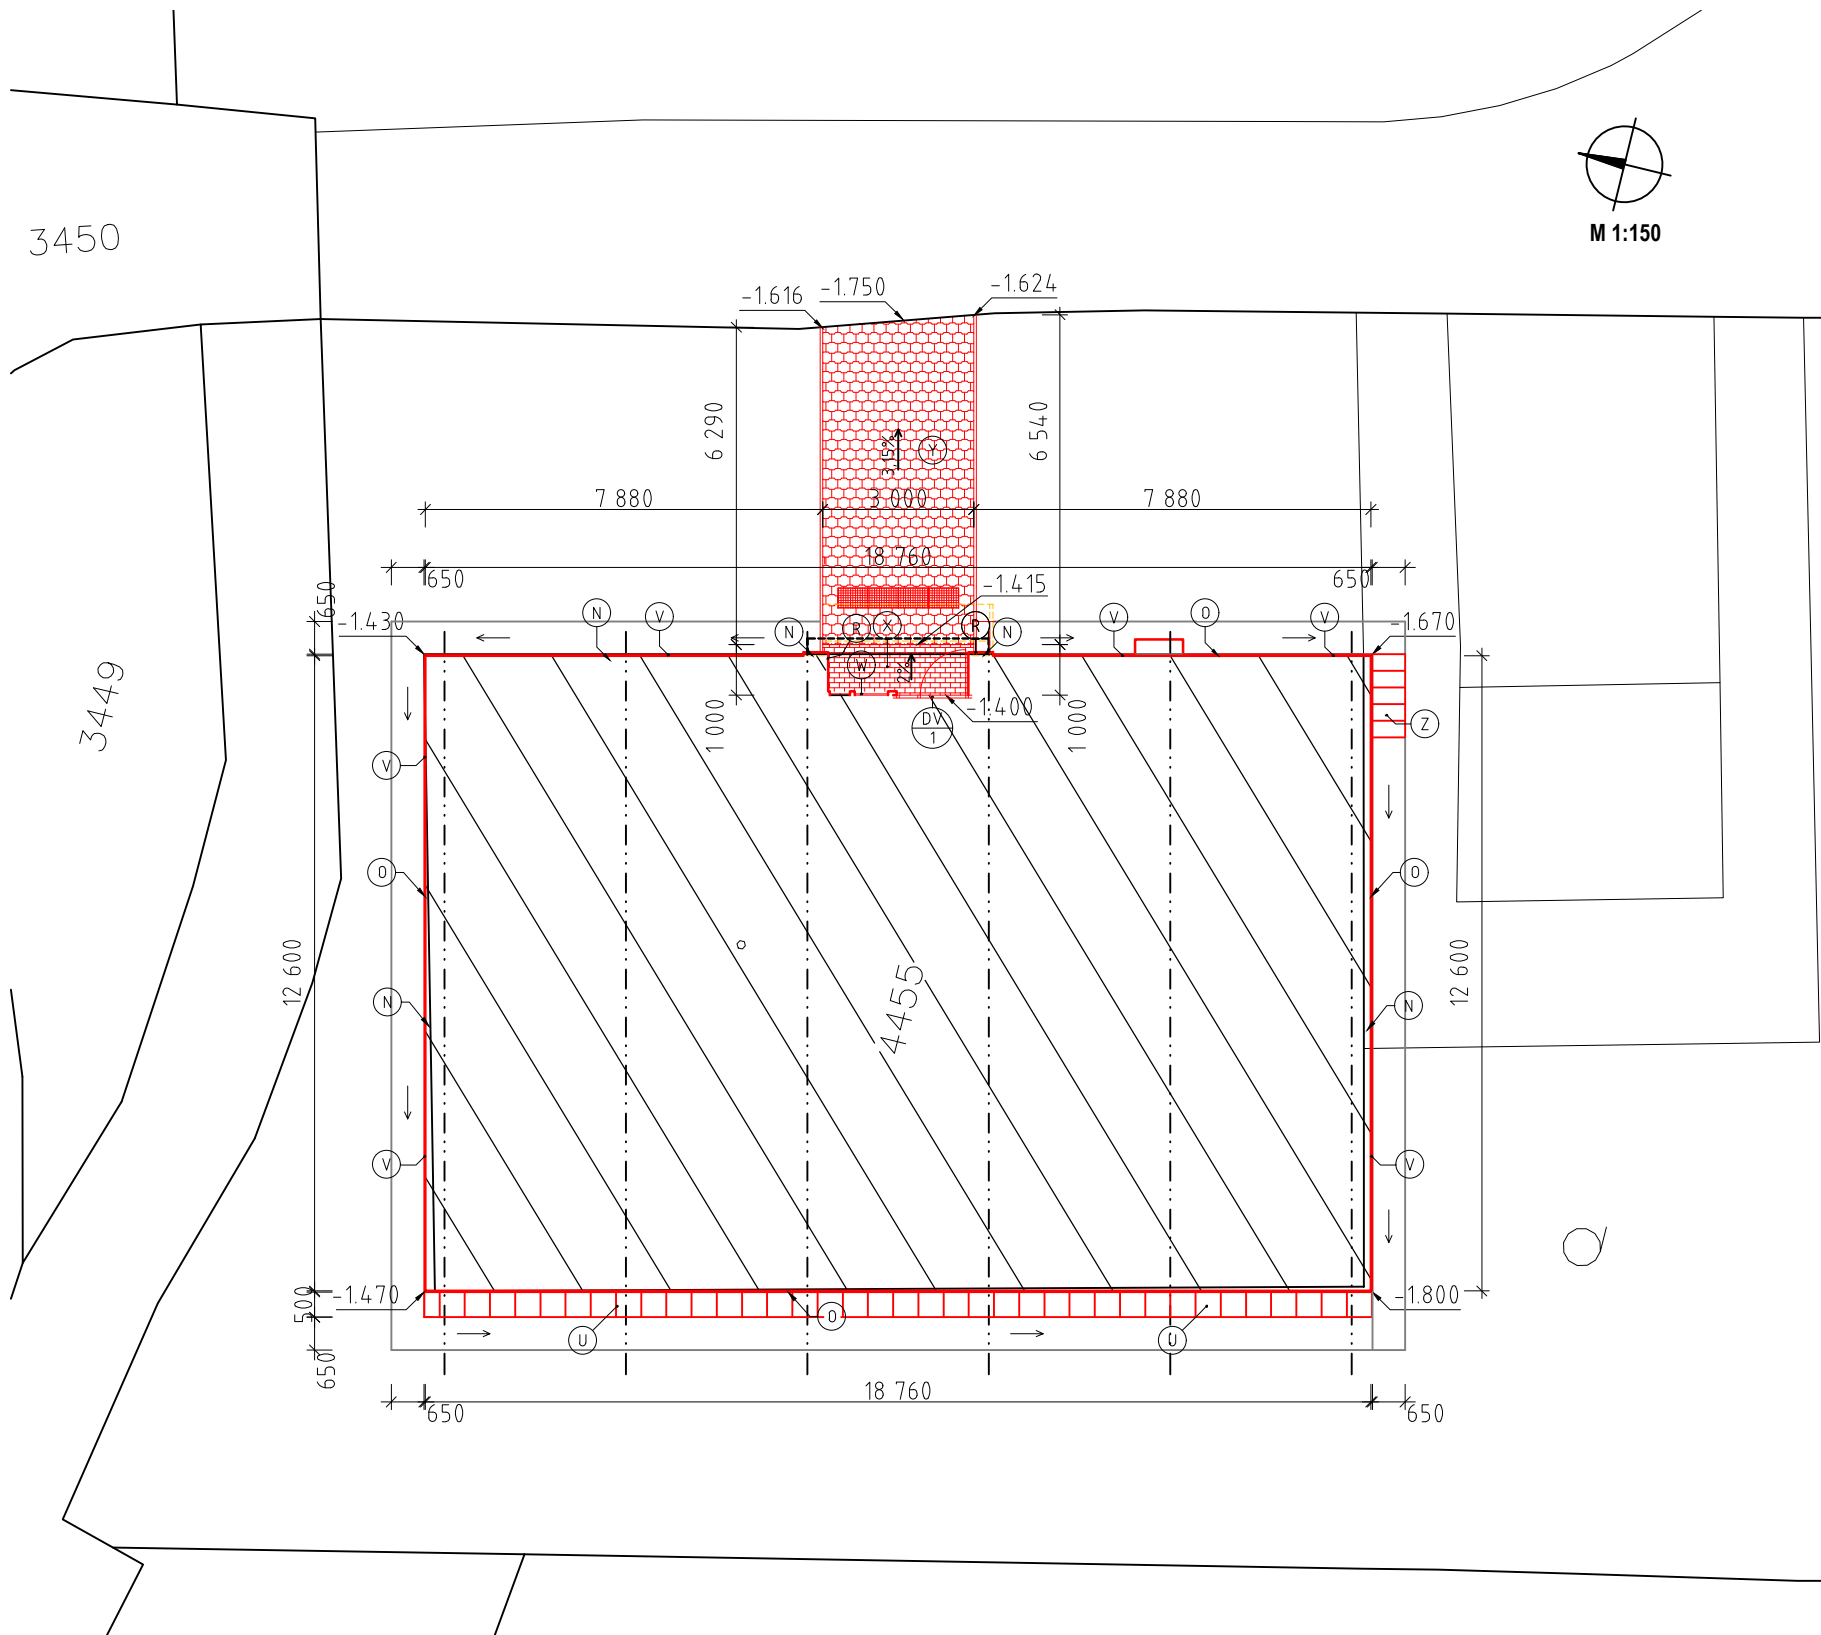 M 1:150
3450
-1.616
-1.750
-1.624
6 290
6 540
3,15%
Y
7 880
3 000
7 880
18 760
650
650
650
-1.415
-1.430
N
V
N
R
X
R
N
V
O
V
-1.670
W
2%
3449
1 000
DV
1
-1.400
1 000
Z
V
O
O
12 600
4455
12 600
N
N
V
V
500
-1.470
-1.800
O
U
U
650
18 760
650
650